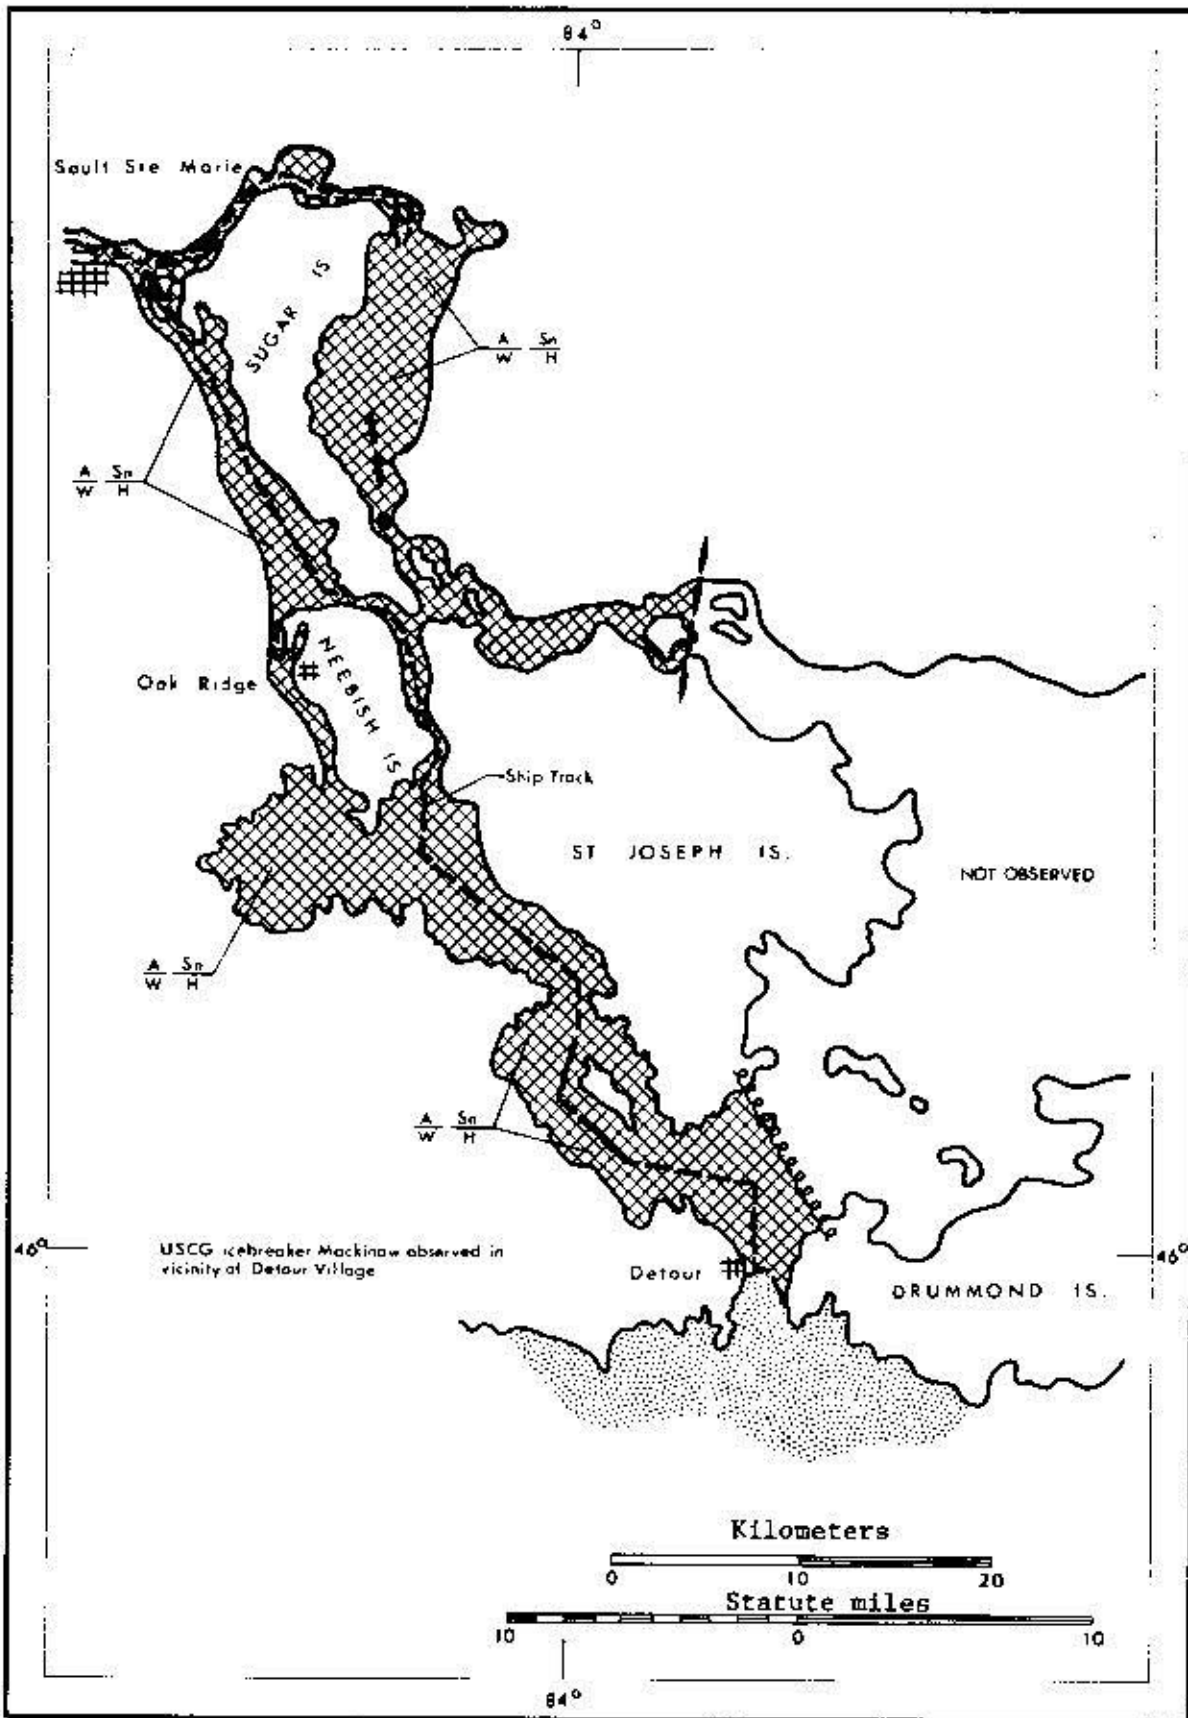 84°
Sault Ste Marie
SUGAR IS
A Sn
W H
A Sn
W H
Oak Ridge
NEEBISH IS
Ship Track
ST JOSEPH IS.
NOT OBSERVED
A Sn
W H
A Sn
W H
46°
USCG icebreaker Mackinaw observed in
vicinity of Detour Village
46°
Detour
DRUMMOND IS.
Kilometers
0 10 20
Statute miles
10 0 10
84°